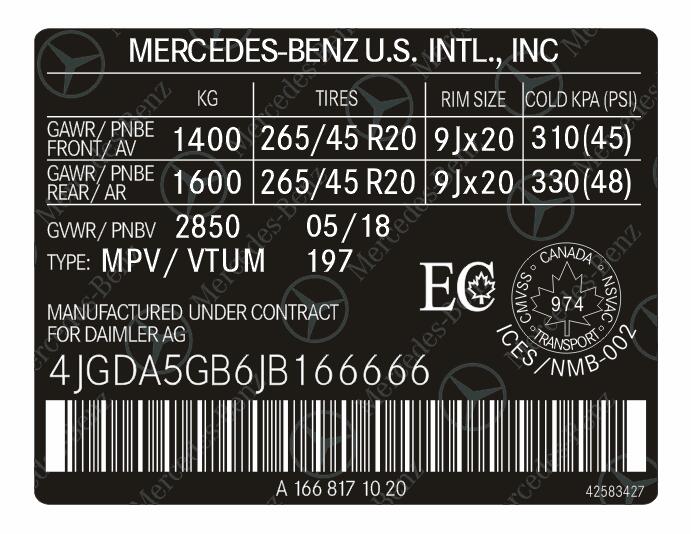 MERCEDES-BENZ U.S. INTL., INC
KG TIRES RIM SIZE COLD KPA (PSI)
GAWR/ PNBE FRONT/ AV 1400 265/45 R20 9Jx20 310(45)
GAWR/ PNBE REAR/ AR 1600 265/45 R20 9Jx20 330(48)
GVWR/ PNBV 2850 05/18
TYPE: MPV/ VTUM 197
EC
CANADA
CMVSS NSVAC
974
TRANSPORT
ICES/NMB-002
MANUFACTURED UNDER CONTRACT
FOR DAIMLER AG
4JGDA5GB6JB166666
A 166 817 10 20
42583427
Mercedes-Benz